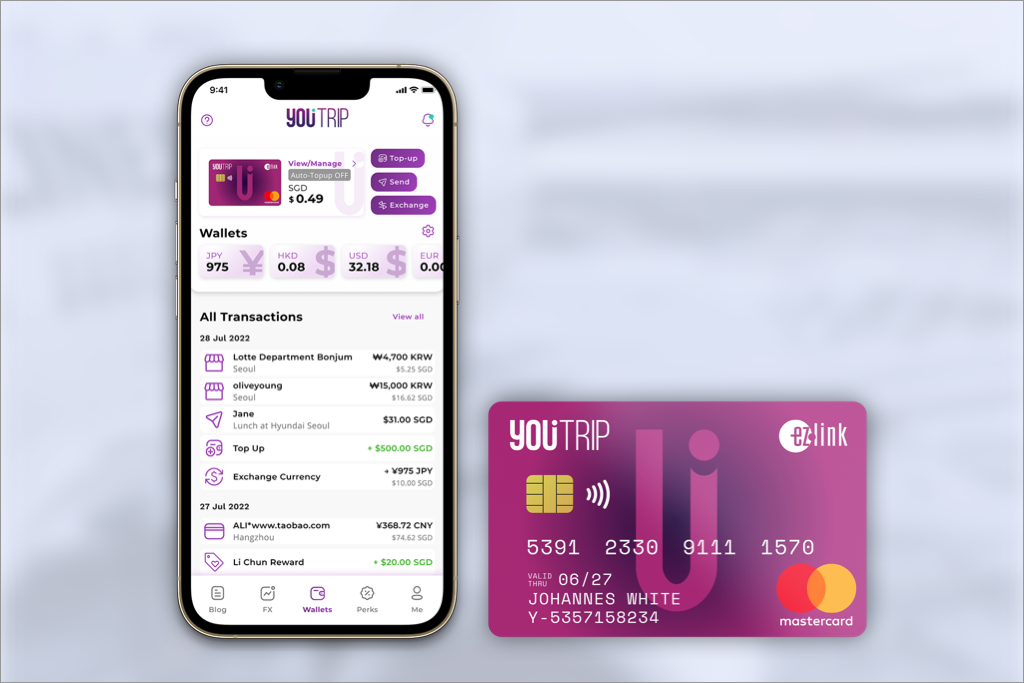 9:41
YOUTRIP
YOUTRIP
ez-link
View/Manage
Auto-Topup OFF
SGD
$ 0.49
Top-up
Send
Exchange
Wallets
JPY
975
¥
HKD
0.08
$
USD
32.18
$
EUR
0.00
All Transactions
View all
28 Jul 2022
Lotte Department Bonjum ₩4,700 KRW
Seoul $5.25 SGD
oliveyoung ₩15,000 KRW
Seoul $16.62 SGD
Jane $31.00 SGD
Lunch at Hyundai Seoul
Top Up + $500.00 SGD
Exchange Currency → ¥975 JPY
$10.00 SGD
27 Jul 2022
ALI*www.taobao.com ¥368.72 CNY
Hangzhou $74.62 SGD
Li Chun Reward + $20.00 SGD
Blog FX Wallets Perks Me
YOUTRIP
ez-link
5391 2330 9111 1570
VALID THRU 06/27
JOHANNES WHITE
Y-5357158234
mastercard